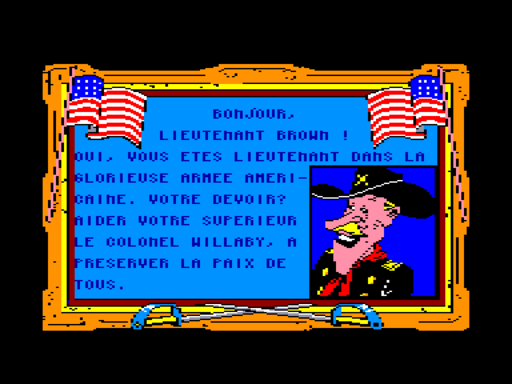 BONJOUR,
LIEUTENANT BROWN !
OUI, VOUS ETES LIEUTENANT DANS LA
GLORIEUSE ARMEE AMERI-
CAINE. VOTRE DEVOIR?
AIDER VOTRE SUPERIEUR
LE COLONEL WILLABY, A
PRESERVER LA PAIX DE
TOUS.